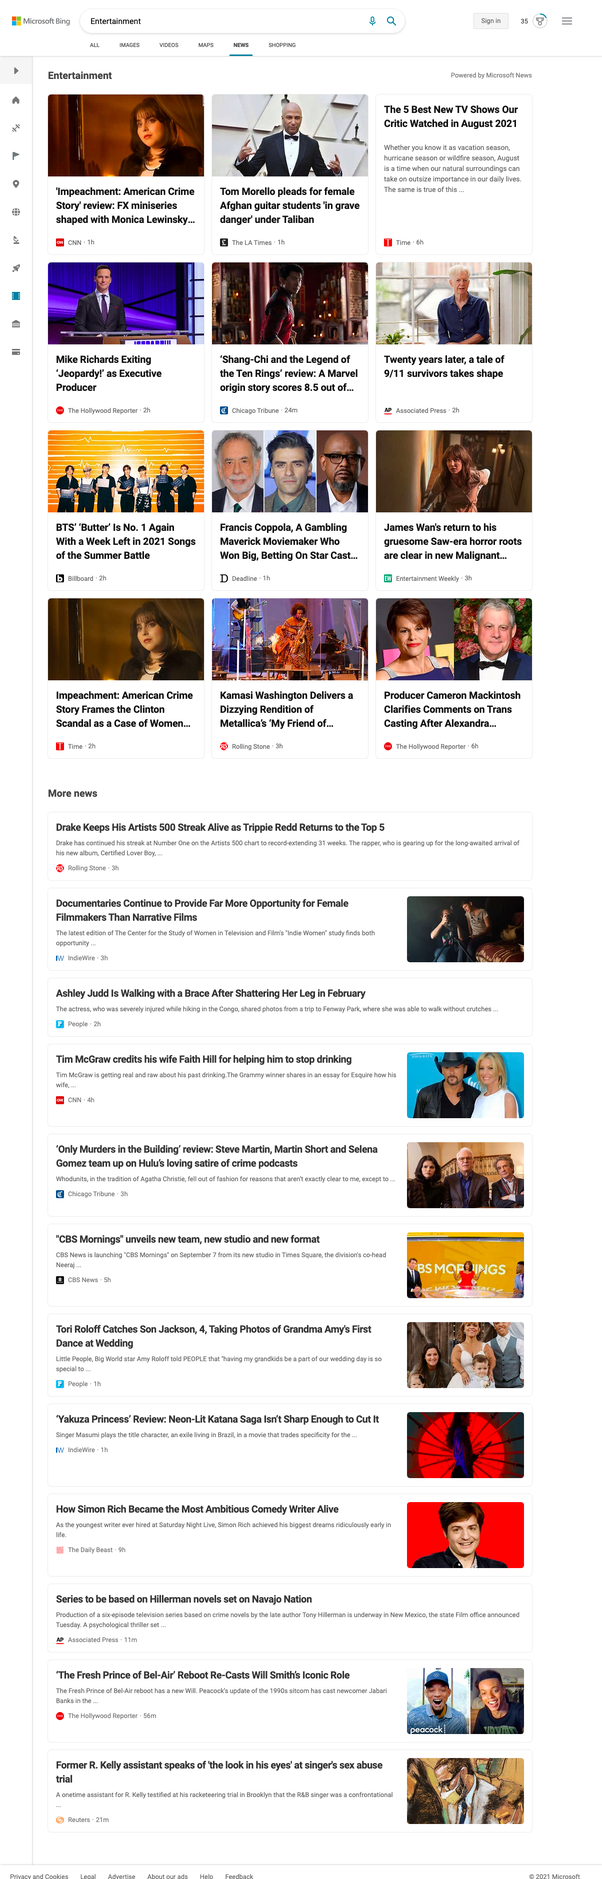 Microsoft Bing
Entertainment
Sign in
35
ALL
IMAGES
VIDEOS
MAPS
NEWS
SHOPPING
Entertainment
Powered by Microsoft News
'Impeachment: American Crime
Story' review: FX miniseries
shaped with Monica Lewinsky...
CNN · 1h
Tom Morello pleads for female
Afghan guitar students 'in grave
danger' under Taliban
The LA Times · 1h
The 5 Best New TV Shows Our
Critic Watched in August 2021
Whether you know it as vacation season,
hurricane season or wildfire season, August
is a time when our natural surroundings can
take on outsize importance in our daily lives.
The same is true of this ...
Time · 6h
JEOPARDY!
Mike Richards Exiting
‘Jeopardy!’ as Executive
Producer
The Hollywood Reporter · 2h
‘Shang-Chi and the Legend of
the Ten Rings’ review: A Marvel
origin story scores 8.5 out of...
Chicago Tribune · 24m
Twenty years later, a tale of
9/11 survivors takes shape
AP
Associated Press · 2h
BTS’ ‘Butter’ Is No. 1 Again
With a Week Left in 2021 Songs
of the Summer Battle
Billboard · 2h
Francis Coppola, A Gambling
Maverick Moviemaker Who
Won Big, Betting On Star Cast...
Deadline · 1h
James Wan's return to his
gruesome Saw-era horror roots
are clear in new Malignant...
Entertainment Weekly · 3h
Impeachment: American Crime
Story Frames the Clinton
Scandal as a Case of Women...
Time · 2h
Kamasi Washington Delivers a
Dizzying Rendition of
Metallica’s ‘My Friend of...
Rolling Stone · 3h
Producer Cameron Mackintosh
Clarifies Comments on Trans
Casting After Alexandra...
The Hollywood Reporter · 6h
More news
Drake Keeps His Artists 500 Streak Alive as Trippie Redd Returns to the Top 5
Drake has continued his streak at Number One on the Artists 500 chart to record-extending 31 weeks. The rapper, who is gearing up for the long-awaited arrival of
his new album, Certified Lover Boy, ...
Rolling Stone · 3h
Documentaries Continue to Provide Far More Opportunity for Female
Filmmakers Than Narrative Films
The latest edition of The Center for the Study of Women in Television and Film's "Indie Women" study finds both
opportunity ...
IW
IndieWire · 3h
Ashley Judd Is Walking with a Brace After Shattering Her Leg in February
The actress, who was severely injured while hiking in the Congo, shared photos from a trip to Fenway Park, where she was able to walk without crutches ...
People · 2h
Tim McGraw credits his wife Faith Hill for helping him to stop drinking
Tim McGraw is getting real and raw about his past drinking.The Grammy winner shares in an essay for Esquire how his
wife, ...
CNN · 4h
‘Only Murders in the Building’ review: Steve Martin, Martin Short and Selena
Gomez team up on Hulu’s loving satire of crime podcasts
Whodunits, in the tradition of Agatha Christie, fell out of fashion for reasons that aren’t exactly clear to me, except to ...
Chicago Tribune · 3h
"CBS Mornings" unveils new team, new studio and new format
CBS News is launching "CBS Mornings" on September 7 from its new studio in Times Square, the division's co-head
Neeraj ...
CBS News · 5h
BS MORNINGS
Tori Roloff Catches Son Jackson, 4, Taking Photos of Grandma Amy's First
Dance at Wedding
Little People, Big World star Amy Roloff told PEOPLE that "having my grandkids be a part of our wedding day is so
special to ...
People · 1h
‘Yakuza Princess’ Review: Neon-Lit Katana Saga Isn’t Sharp Enough to Cut It
Singer Masumi plays the title character, an exile living in Brazil, in a movie that trades specificity for the ...
IW
IndieWire · 1h
How Simon Rich Became the Most Ambitious Comedy Writer Alive
As the youngest writer ever hired at Saturday Night Live, Simon Rich achieved his biggest dreams ridiculously early in
life.
The Daily Beast · 9h
Series to be based on Hillerman novels set on Navajo Nation
Production of a six-episode television series based on crime novels by the late author Tony Hillerman is underway in New Mexico, the state Film office announced
Tuesday. A psychological thriller set ...
AP
Associated Press · 11m
‘The Fresh Prince of Bel-Air’ Reboot Re-Casts Will Smith’s Iconic Role
The Fresh Prince of Bel-Air reboot has a new Will. Peacock’s update of the 1990s sitcom has cast newcomer Jabari
Banks in the ...
The Hollywood Reporter · 56m
peacock
Former R. Kelly assistant speaks of 'the look in his eyes' at singer's sex abuse
trial
A onetime assistant for R. Kelly testified at his racketeering trial in Brooklyn that the R&B singer was a confrontational
...
Reuters · 21m
Privacy and Cookies
Legal
Advertise
About our ads
Help
Feedback
© 2021 Microsoft